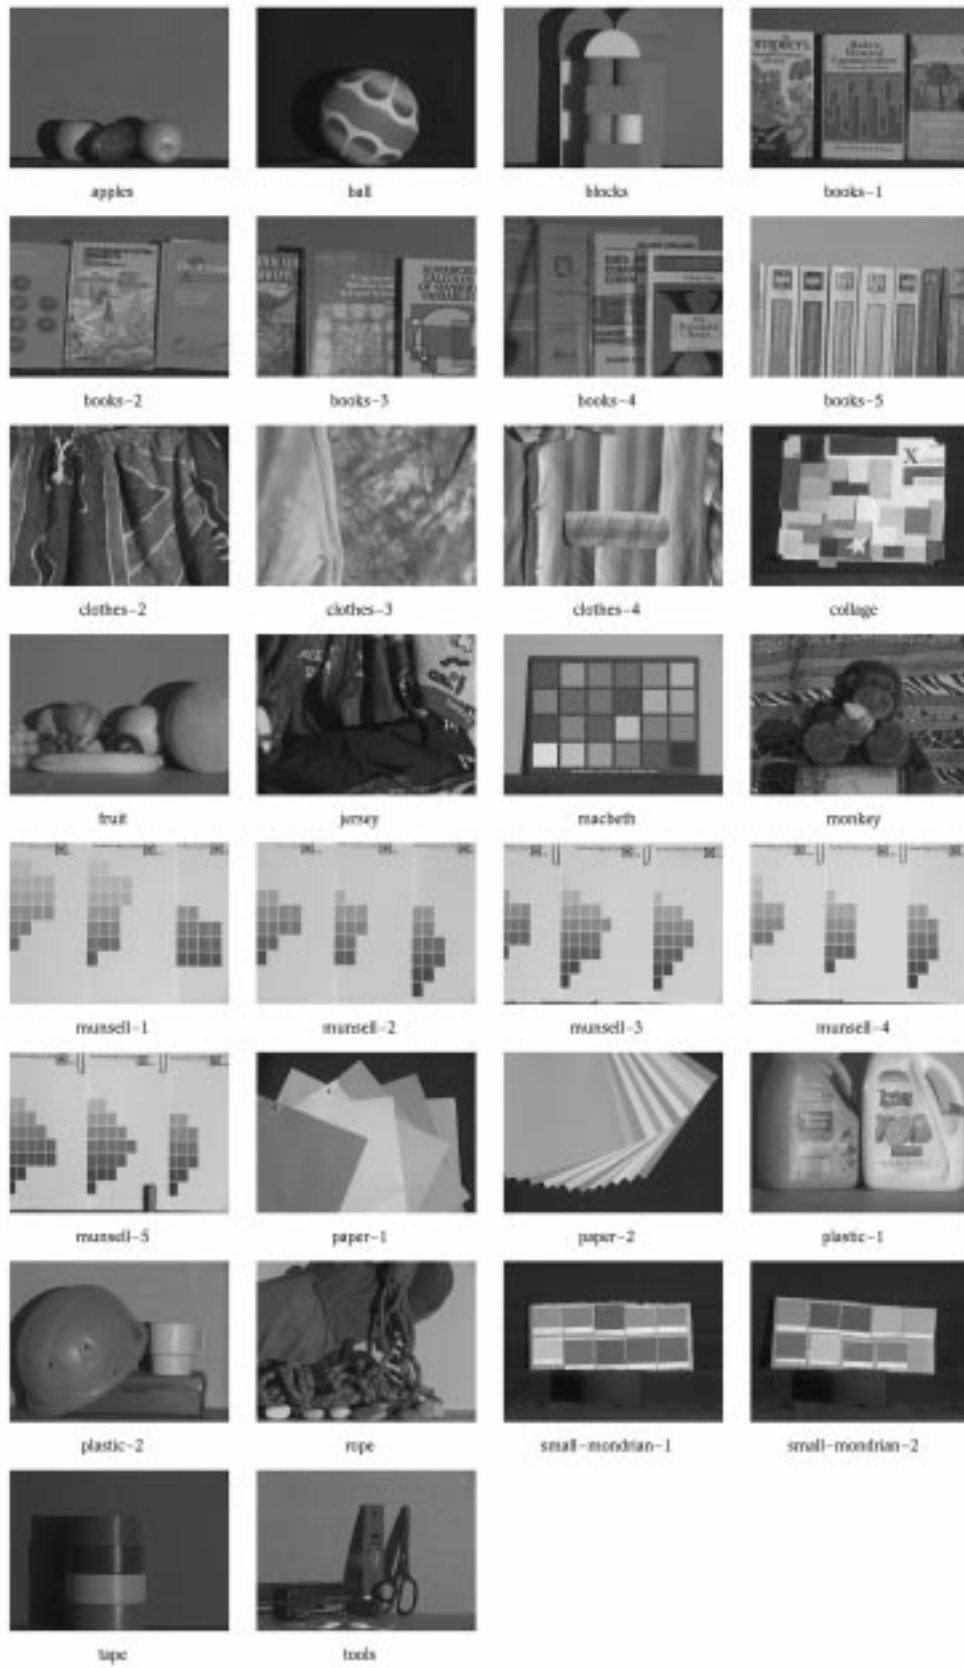 apples ball blocks books-1
books-2 books-3 books-4 books-5
clothes-2 clothes-3 clothes-4 collage
X
fruit jersey macbeth monkey
munsell-1 munsell-2 munsell-3 munsell-4
munsell-5 paper-1 paper-2 plastic-1
plastic-2 rope small-mondrian-1 small-mondrian-2
tape tools